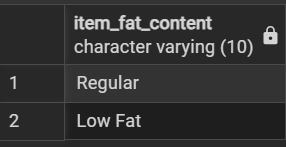 item_fat_content
character varying (10)
1 Regular
2 Low Fat